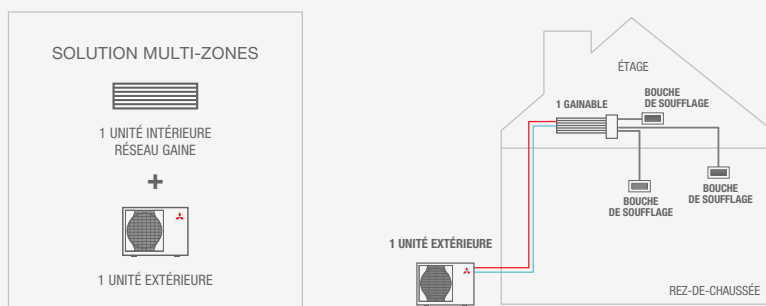 SOLUTION MULTI-ZONES
1 UNITÉ INTÉRIEURE
RÉSEAU GAINE
+
1 UNITÉ EXTÉRIEURE
ÉTAGE
1 GAINABLE
BOUCHE
DE SOUFFLAGE
BOUCHE
DE SOUFFLAGE
BOUCHE
DE SOUFFLAGE
1 UNITÉ EXTÉRIEURE
REZ-DE-CHAUSSÉE